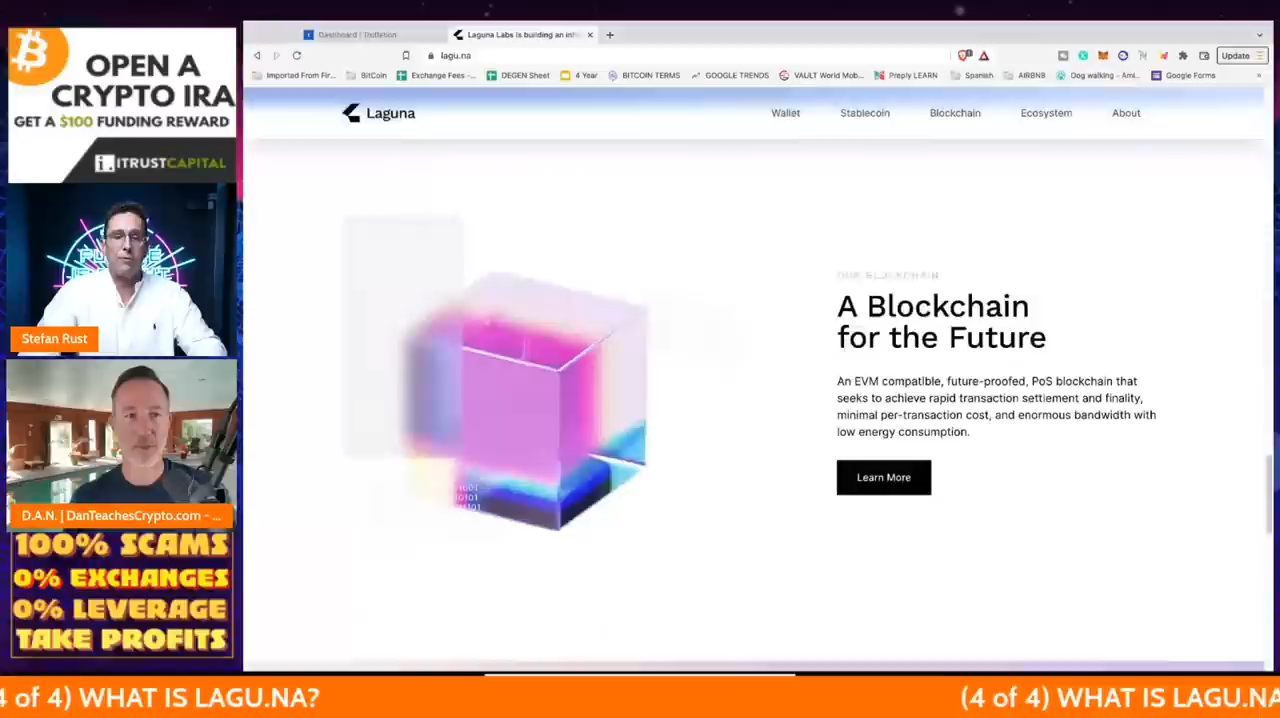 OPEN A
CRYPTO IRA
GET A $100 FUNDING REWARD
i. ITRUSTCAPITAL
Stefan Rust
D.A.N. | DanTeachesCrypto.com - ...
100% SCAMS
0% EXCHANGES
0% LEVERAGE
TAKE PROFITS
Dashboard | Truflation
Laguna Labs is building an infi
lagu.na
Update
Imported From Fir...
BitCoin
Exchange Fees -...
DEGEN Sheet
4 Year
BITCOIN TERMS
GOOGLE TRENDS
VAULT World Mob...
Preply LEARN
Spanish
AIRBNB
Dog walking - Ami...
Google Forms
Laguna
Wallet
Stablecoin
Blockchain
Ecosystem
About
OUR BLOCKCHAIN
A Blockchain
for the Future
An EVM compatible, future-proofed, PoS blockchain that
seeks to achieve rapid transaction settlement and finality,
minimal per-transaction cost, and enormous bandwidth with
low energy consumption.
Learn More
4 of 4) WHAT IS LAGU.NA?
(4 of 4) WHAT IS LAGU.NA